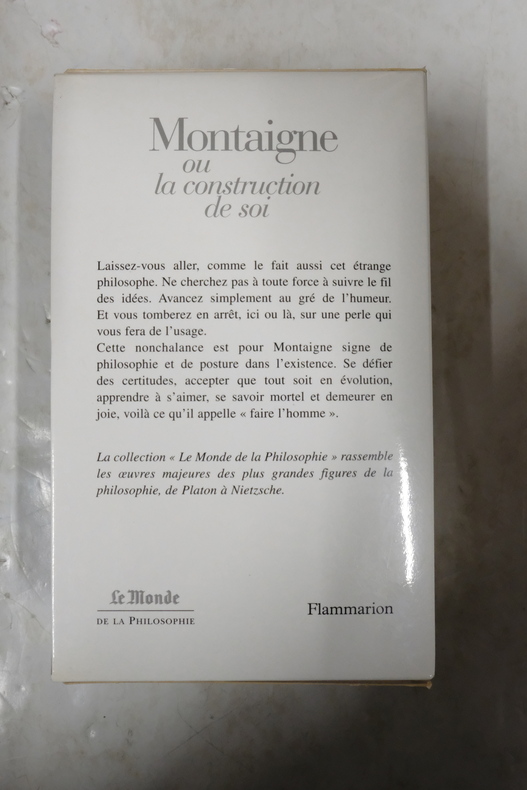 Montaigne
ou
la construction
de soi
Laissez-vous aller, comme le fait aussi cet étrange
philosophe. Ne cherchez pas à toute force à suivre le fil
des idées. Avancez simplement au gré de l'humeur.
Et vous tomberez en arrêt, ici ou là, sur une perle qui
vous fera de l'usage.
Cette nonchalance est pour Montaigne signe de
philosophie et de posture dans l'existence. Se défier
des certitudes, accepter que tout soit en évolution,
apprendre à s'aimer, se savoir mortel et demeurer en
joie, voilà ce qu'il appelle « faire l'homme ».
La collection « Le Monde de la Philosophie » rassemble
les œuvres majeures des plus grandes figures de la
philosophie, de Platon à Nietzsche.
Le Monde
DE LA PHILOSOPHIE
Flammarion